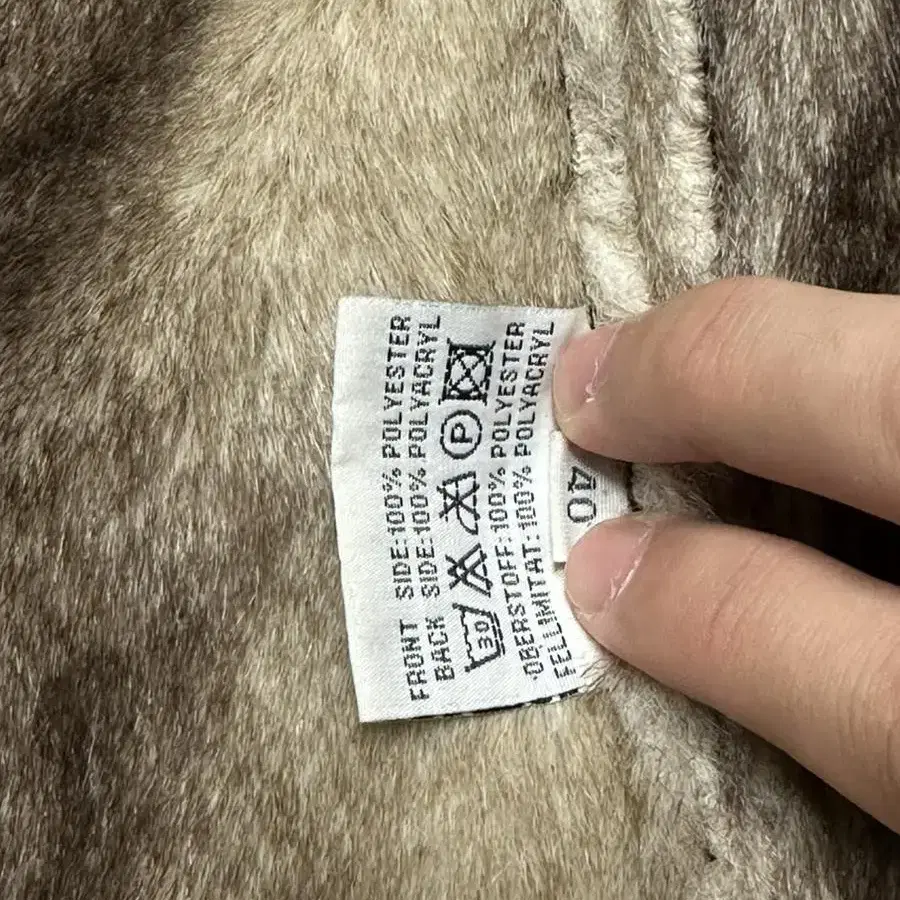 FRONT SIDE:100% POLYESTER
BACK SIDE:100% POLYACRYL
30 P
OBERSTOFF:100% POLYESTER
FELLIMITAT:100% POLYACRYL
40